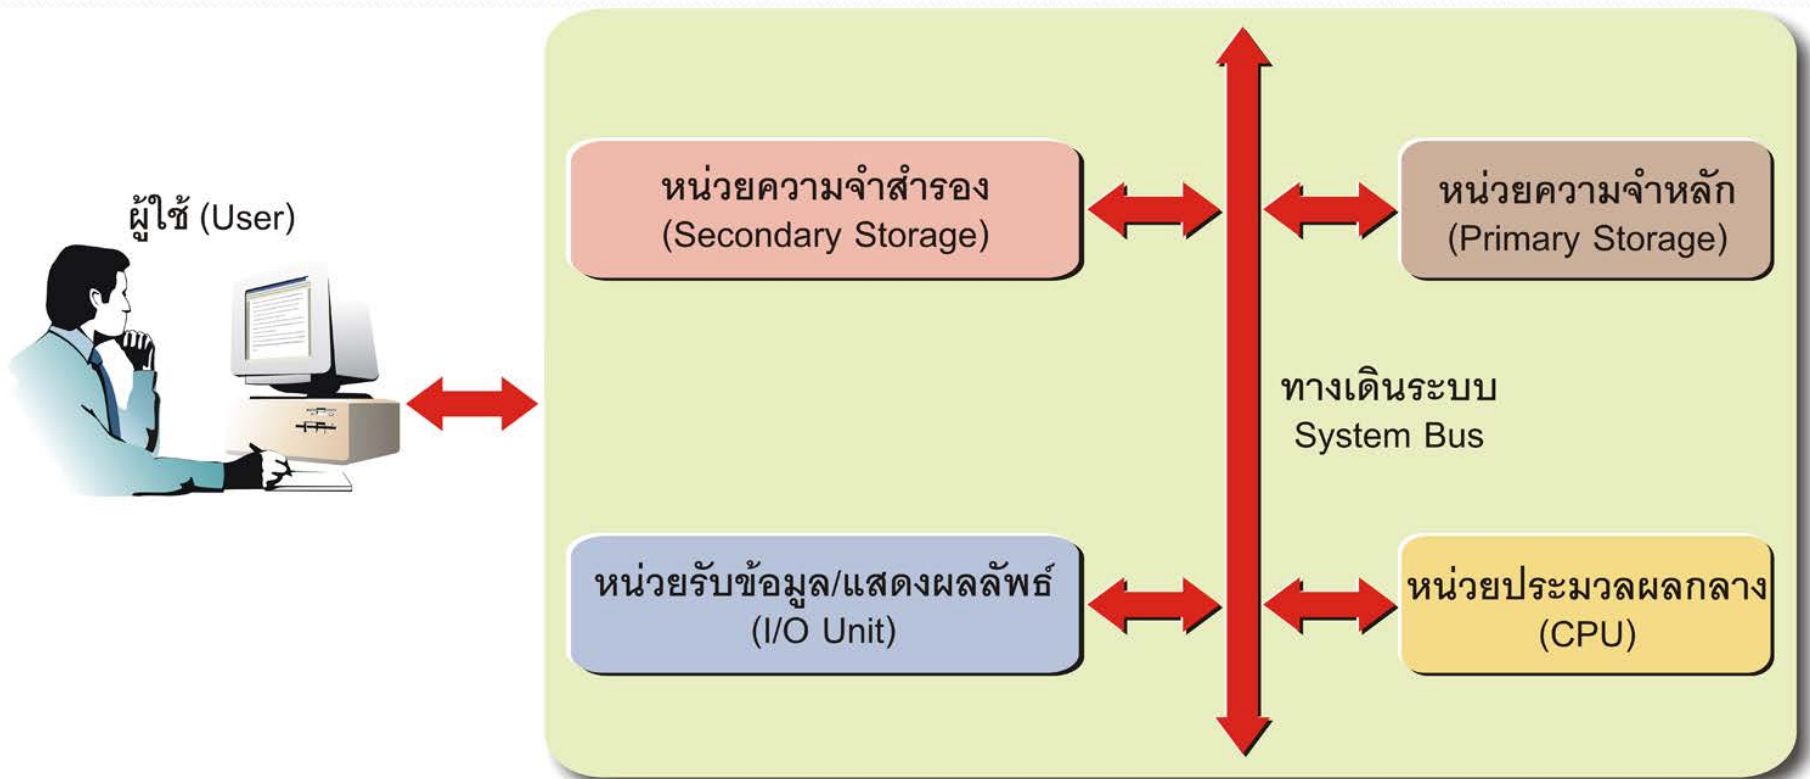 ผู้ใช้ (User)
หน่วยความจำสำรอง
(Secondary Storage)
หน่วยความจำหลัก
(Primary Storage)
ทางเดินระบบ
System Bus
หน่วยรับข้อมูล/แสดงผลลัพธ์
(I/O Unit)
หน่วยประมวลผลกลาง
(CPU)